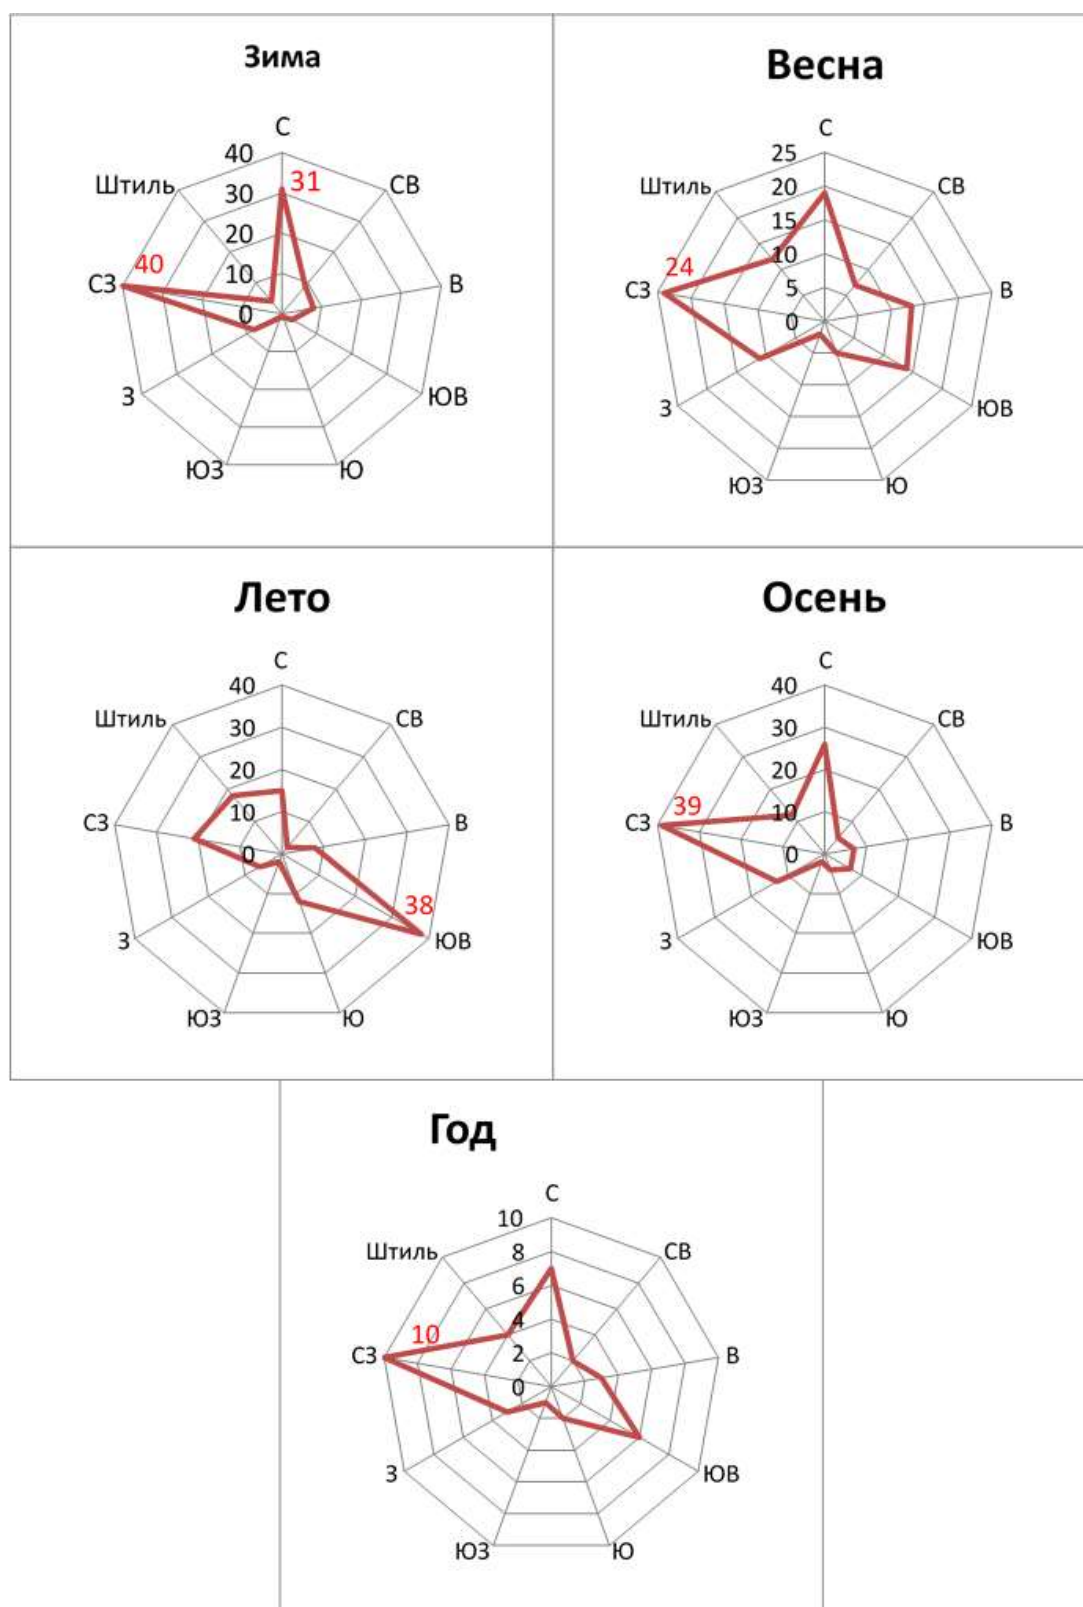 Зима
С
40
Штиль
31
СВ
30
20
40
СЗ
10
В
0
З
ЮВ
ЮЗ
Ю
Весна
С
25
Штиль
20
СВ
15
10
24
СЗ
5
В
0
З
ЮВ
ЮЗ
Ю
Лето
С
40
Штиль
30
СВ
20
СЗ
10
В
0
38
З
ЮВ
ЮЗ
Ю
Осень
С
40
Штиль
30
СВ
20
39
СЗ
10
В
0
З
ЮВ
ЮЗ
Ю
Год
С
10
Штиль
8
СВ
6
4
10
СЗ
2
В
0
З
ЮВ
ЮЗ
Ю